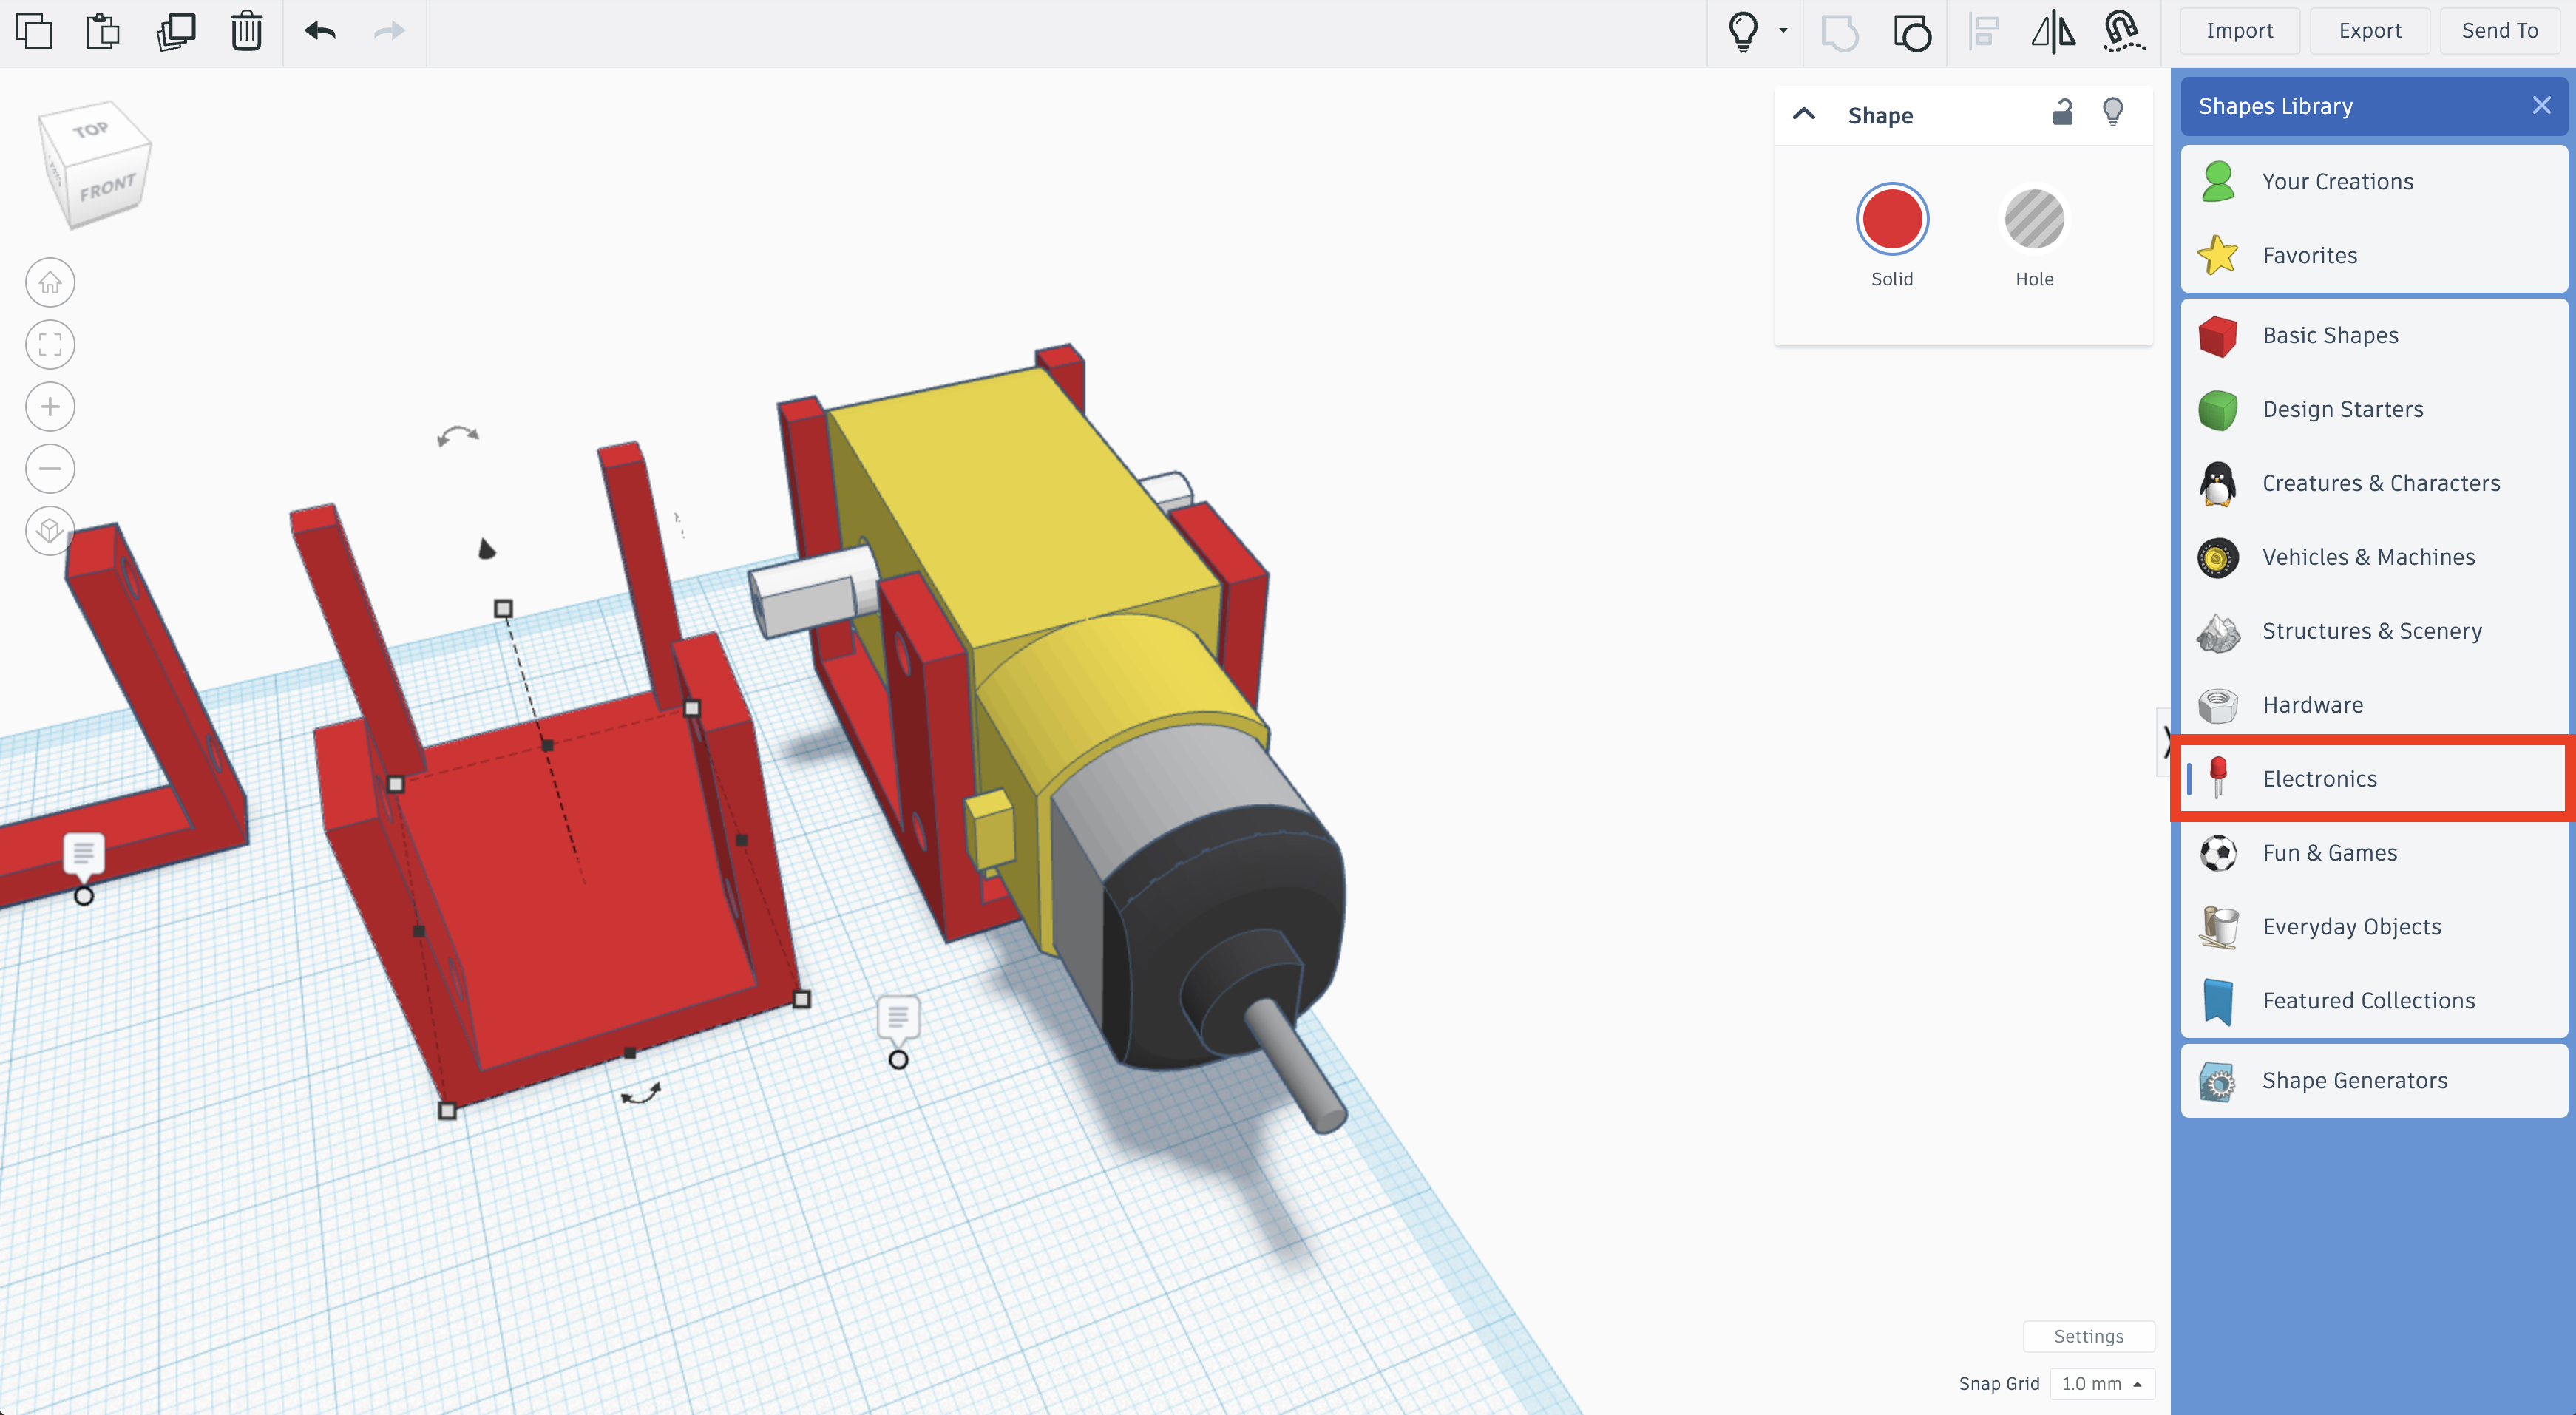 Import
Export
Send To
TOP
FRONT
Shape
Solid
Hole
Shapes Library
Your Creations
Favorites
Basic Shapes
Design Starters
Creatures & Characters
Vehicles & Machines
Structures & Scenery
Hardware
Electronics
Fun & Games
Everyday Objects
Featured Collections
Shape Generators
Settings
Snap Grid
1.0 mm